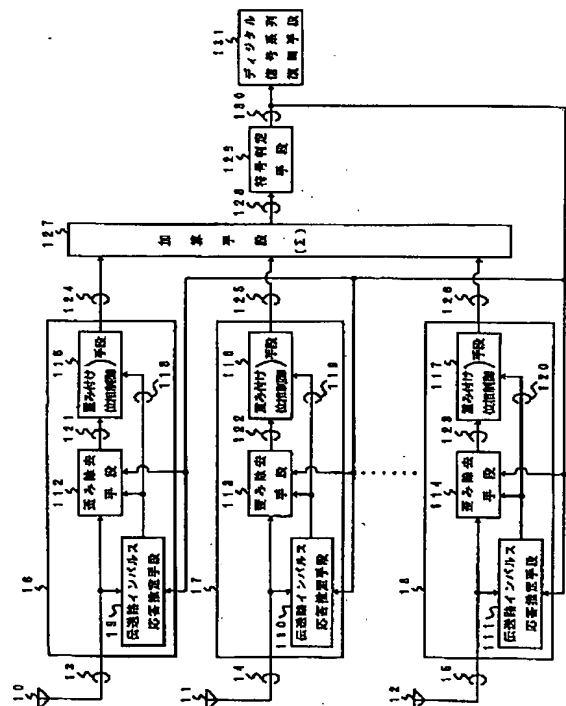 10
13
16
19
伝送路インパルス
応答推定手段
112
歪み除去
手段
121
115
重み付け
位相制御
手段
118
124
11
14
17
110
伝送路インパルス
応答推定手段
113
歪み除去
手段
122
116
重み付け
位相制御
手段
119
125
12
15
18
111
伝送路インパルス
応答推定手段
114
歪み除去
手段
123
117
重み付け
位相制御
手段
120
126
127
加算手段
(Σ)
128
129
符号判定
手段
130
131
ディジタル
信号系列
復調手段